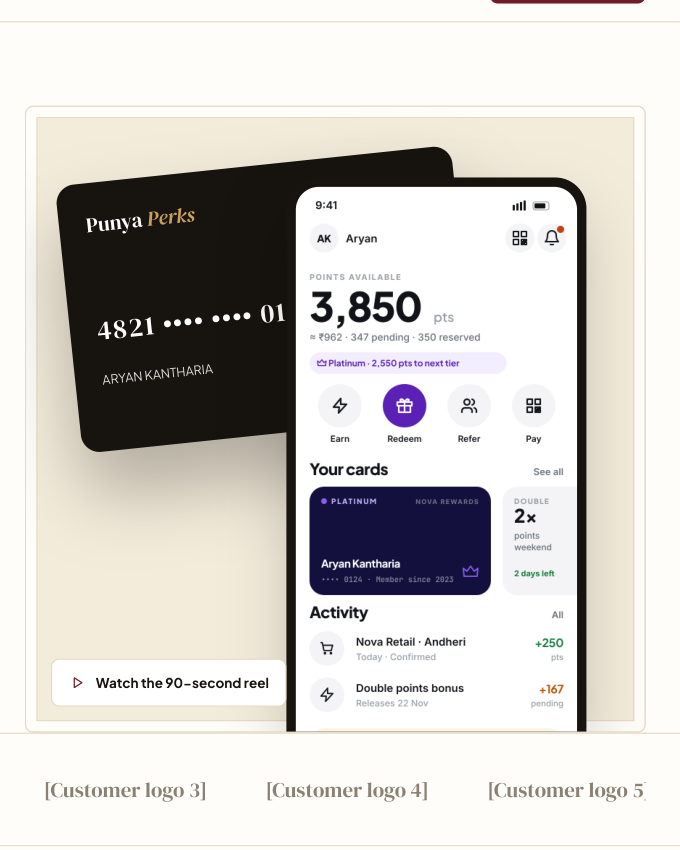 Punya Perks
4821 •••• •••• 01
ARYAN KANTHARIA
9:41
AK Aryan
POINTS AVAILABLE
3,850 pts
≈ ₹962 · 347 pending · 350 reserved
Platinum · 2,550 pts to next tier
Earn Redeem Refer Pay
Your cards See all
PLATINUM NOVA REWARDS
Aryan Kantharia
•••• 0124 · Member since 2023
DOUBLE
2×
points
weekend
2 days left
Activity All
Nova Retail · Andheri +250
Today · Confirmed pts
Double points bonus +167
Releases 22 Nov pending
Watch the 90-second reel
[Customer logo 3] [Customer logo 4] [Customer logo 5]